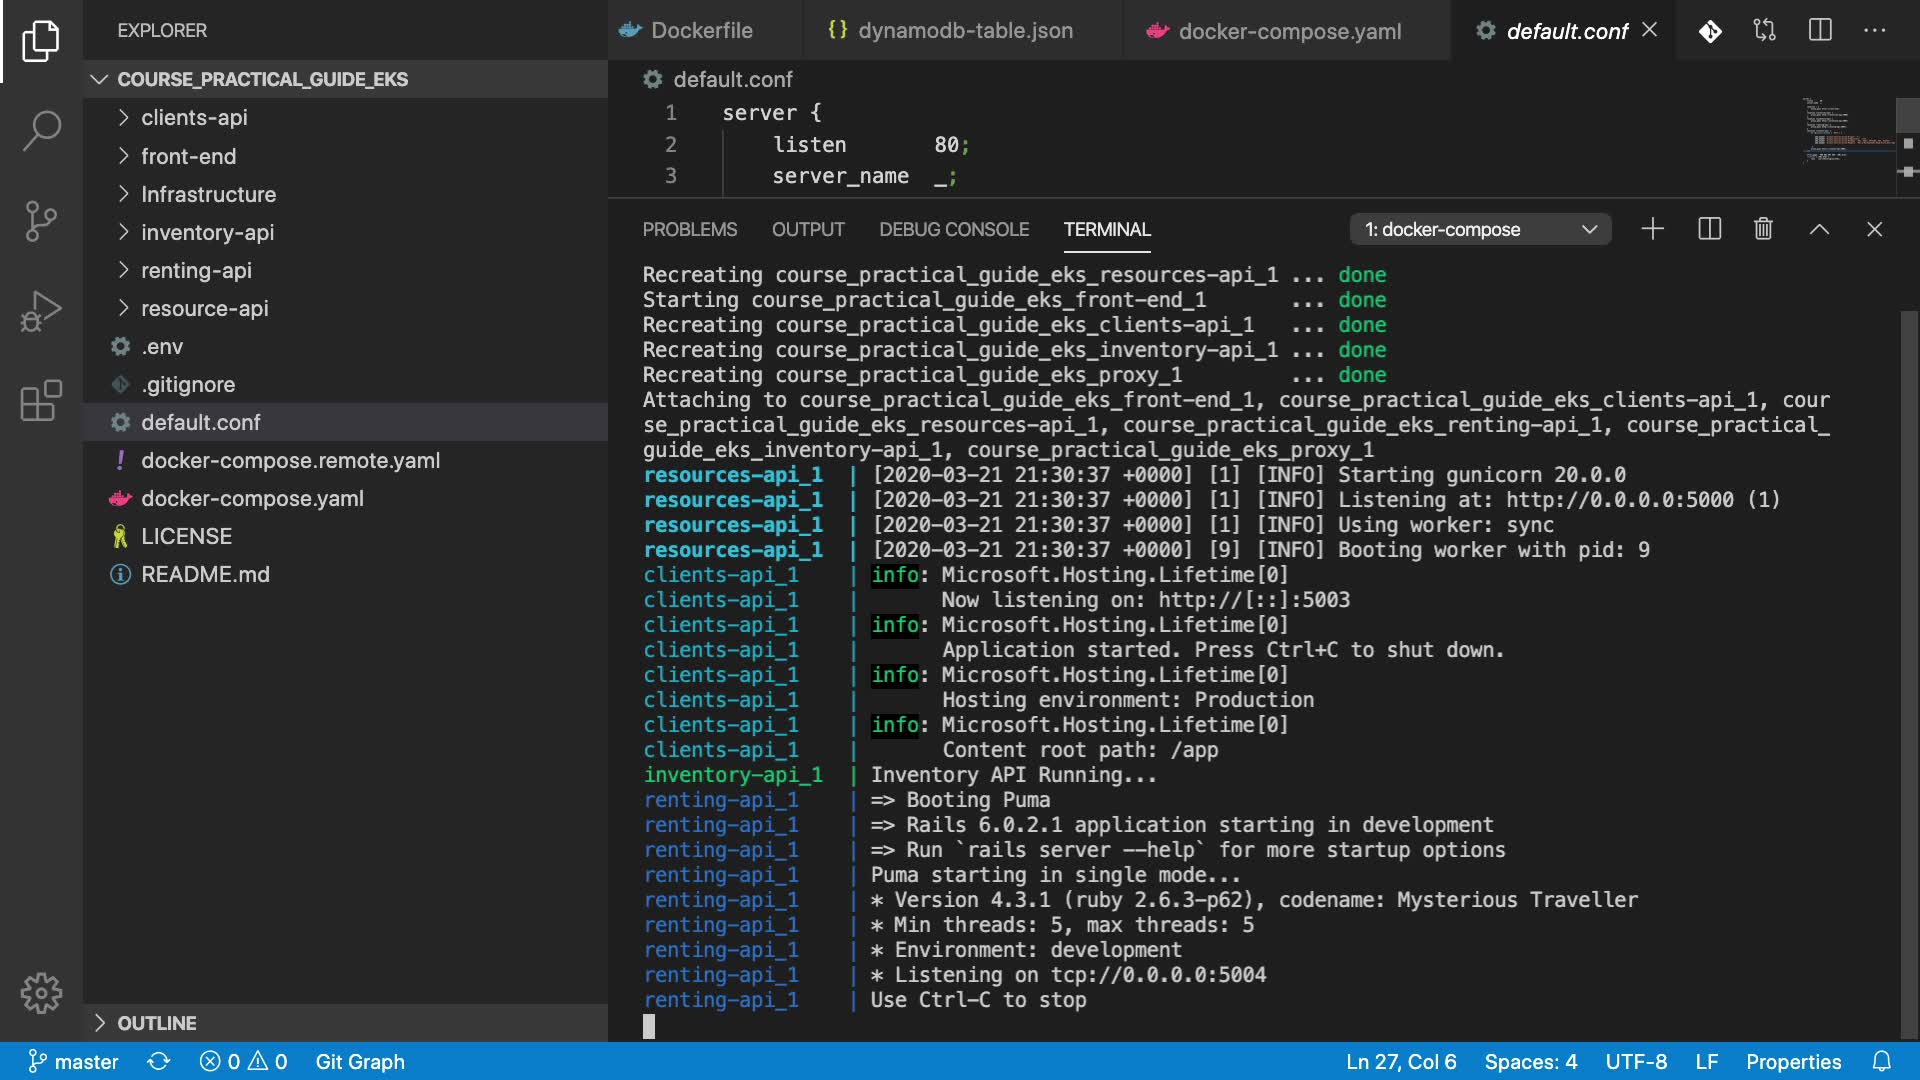 EXPLORER
COURSE_PRACTICAL_GUIDE_EKS
clients-api
front-end
Infrastructure
inventory-api
renting-api
resource-api
.env
.gitignore
default.conf
docker-compose.remote.yaml
docker-compose.yaml
LICENSE
README.md
OUTLINE
Dockerfile
{} dynamodb-table.json
docker-compose.yaml
default.conf
default.conf
1 server {
2 listen 80;
3 server_name _;
PROBLEMS OUTPUT DEBUG CONSOLE TERMINAL 1: docker-compose
Recreating course_practical_guide_eks_resources-api_1 ... done
Starting course_practical_guide_eks_front-end_1 ... done
Recreating course_practical_guide_eks_clients-api_1 ... done
Recreating course_practical_guide_eks_inventory-api_1 ... done
Recreating course_practical_guide_eks_proxy_1 ... done
Attaching to course_practical_guide_eks_front-end_1, course_practical_guide_eks_clients-api_1, cour
se_practical_guide_eks_resources-api_1, course_practical_guide_eks_renting-api_1, course_practical_
guide_eks_inventory-api_1, course_practical_guide_eks_proxy_1
resources-api_1 | [2020-03-21 21:30:37 +0000] [1] [INFO] Starting gunicorn 20.0.0
resources-api_1 | [2020-03-21 21:30:37 +0000] [1] [INFO] Listening at: http://0.0.0.0:5000 (1)
resources-api_1 | [2020-03-21 21:30:37 +0000] [1] [INFO] Using worker: sync
resources-api_1 | [2020-03-21 21:30:37 +0000] [9] [INFO] Booting worker with pid: 9
clients-api_1 | info: Microsoft.Hosting.Lifetime[0]
clients-api_1 | Now listening on: http://[::]:5003
clients-api_1 | info: Microsoft.Hosting.Lifetime[0]
clients-api_1 | Application started. Press Ctrl+C to shut down.
clients-api_1 | info: Microsoft.Hosting.Lifetime[0]
clients-api_1 | Hosting environment: Production
clients-api_1 | info: Microsoft.Hosting.Lifetime[0]
clients-api_1 | Content root path: /app
inventory-api_1 | Inventory API Running...
renting-api_1 | => Booting Puma
renting-api_1 | => Rails 6.0.2.1 application starting in development
renting-api_1 | => Run `rails server --help` for more startup options
renting-api_1 | Puma starting in single mode...
renting-api_1 | * Version 4.3.1 (ruby 2.6.3-p62), codename: Mysterious Traveller
renting-api_1 | * Min threads: 5, max threads: 5
renting-api_1 | * Environment: development
renting-api_1 | * Listening on tcp://0.0.0.0:5004
renting-api_1 | Use Ctrl-C to stop
master 0 0 Git Graph Ln 27, Col 6 Spaces: 4 UTF-8 LF Properties